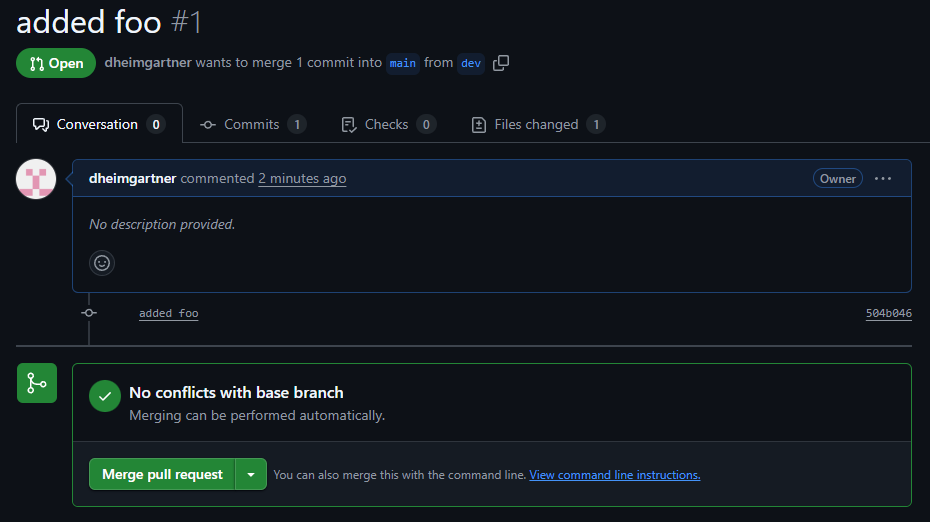 added foo #1
Open dheimgartner wants to merge 1 commit into main from dev
Conversation 0 Commits 1 Checks 0 Files changed 1
dheimgartner commented 2 minutes ago Owner
No description provided.
added foo 504b046
No conflicts with base branch
Merging can be performed automatically.
Merge pull request You can also merge this with the command line. View command line instructions.